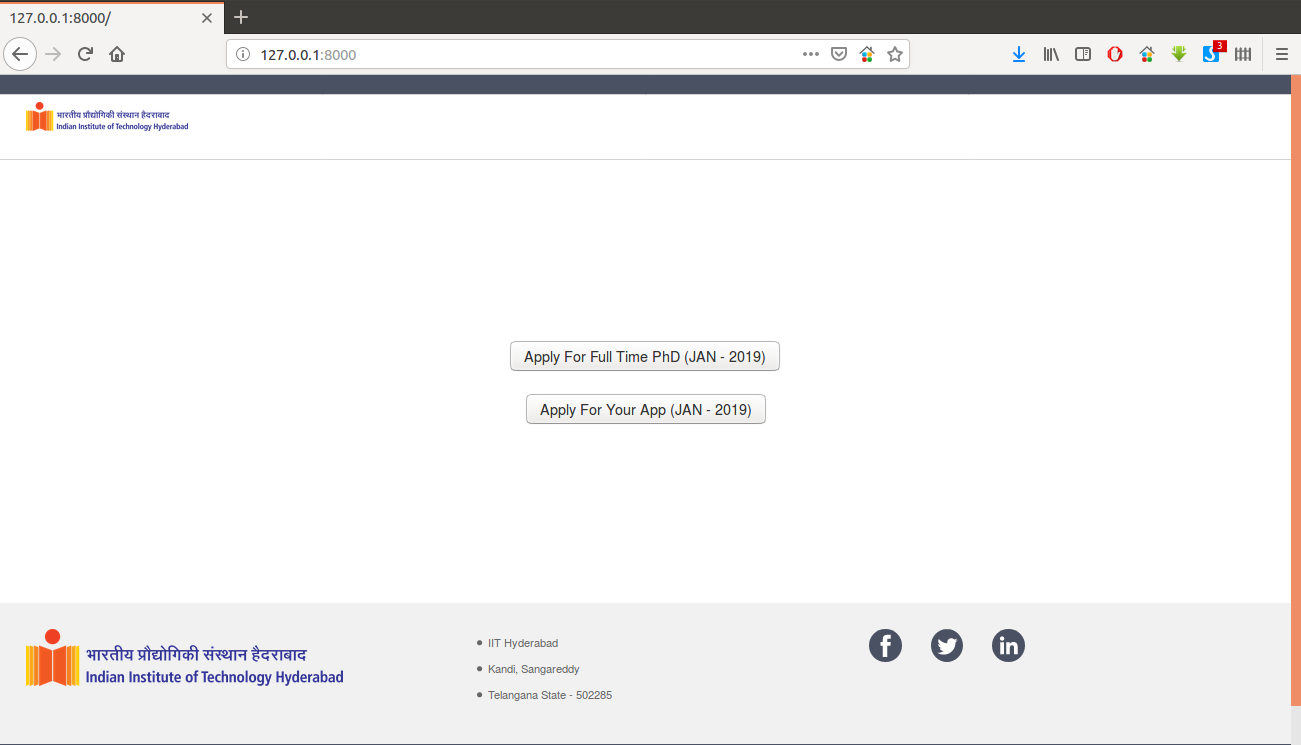 127.0.0.1:8000/
127.0.0.1:8000
3
भारतीय प्रौद्योगिकी संस्थान हैदराबाद
Indian Institute of Technology Hyderabad
Apply For Full Time PhD (JAN - 2019)
Apply For Your App (JAN - 2019)
भारतीय प्रौद्योगिकी संस्थान हैदराबाद
Indian Institute of Technology Hyderabad
IIT Hyderabad
Kandi, Sangareddy
Telangana State - 502285